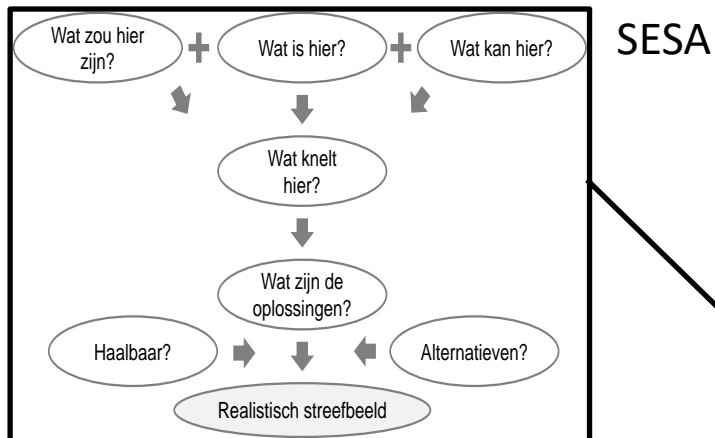 Wat zou hier
zijn?
+
Wat is hier?
+
Wat kan hier?
SESA
Wat knelt
hier?
Wat zijn de
oplossingen?
Haalbaar?
Alternatieven?
Realistisch streefbeeld